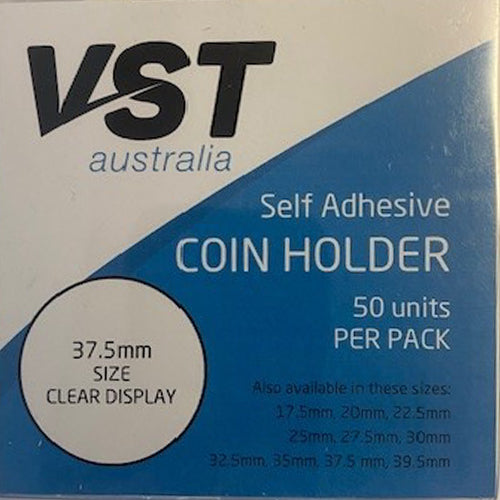 VST
australia
Self Adhesive
COIN HOLDER
50 units
PER PACK
37.5mm
SIZE
CLEAR DISPLAY
Also available in these sizes:
17.5mm, 20mm, 22.5mm
25mm, 27.5mm, 30mm
32.5mm, 35mm, 37.5 mm, 39.5mm